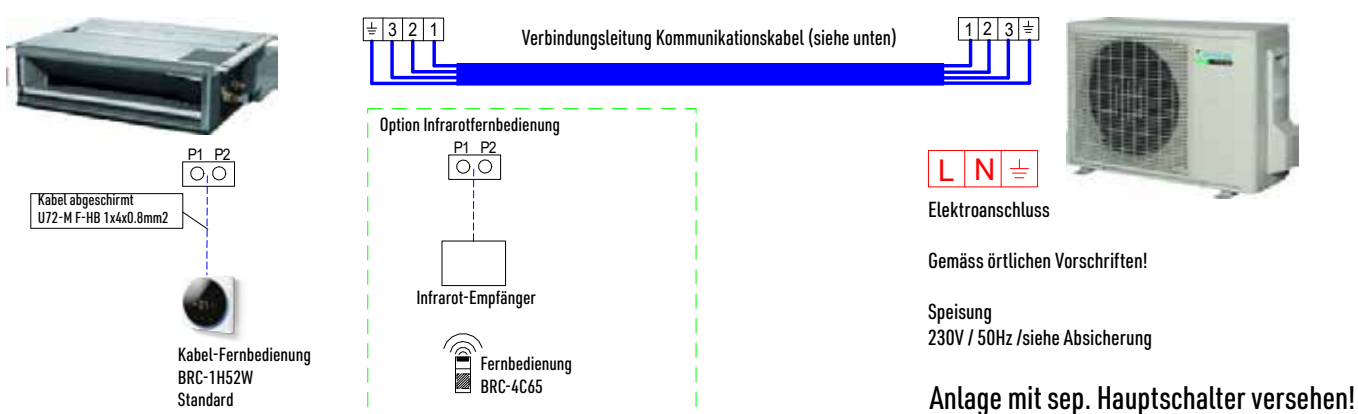 ⏚ 3 2 1
Verbindungsleitung Kommunikationskabel (siehe unten)
1 2 3 ⏚
P1 P2
Kabel abgeschirmt
U72-M F-HB 1x4x0.8mm2
Kabel-Fernbedienung
BRC-1H52W
Standard
Option Infrarotfernbedienung
P1 P2
Infrarot-Empfänger
Fernbedienung
BRC-4C65
L N ⏚
Elektroanschluss
Gemäss örtlichen Vorschriften!
Speisung
230V / 50Hz /siehe Absicherung
Anlage mit sep. Hauptschalter versehen!